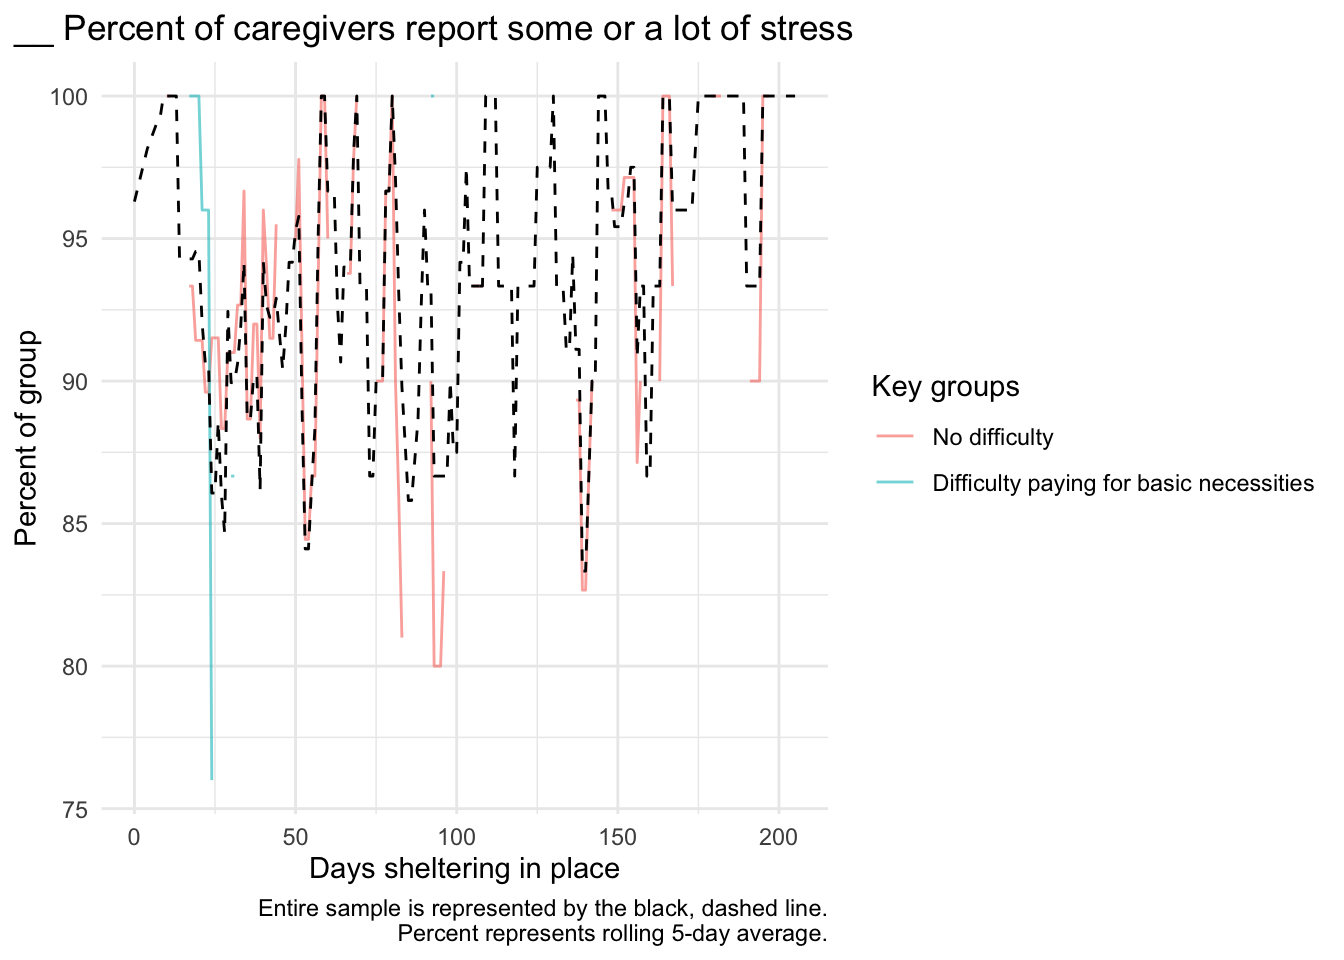 __ Percent of caregivers report some or a lot of stress
100
95
90
85
80
75
Percent of group
0 50 100 150 200
Days sheltering in place
Key groups
No difficulty
Difficulty paying for basic necessities
Entire sample is represented by the black, dashed line.
Percent represents rolling 5-day average.